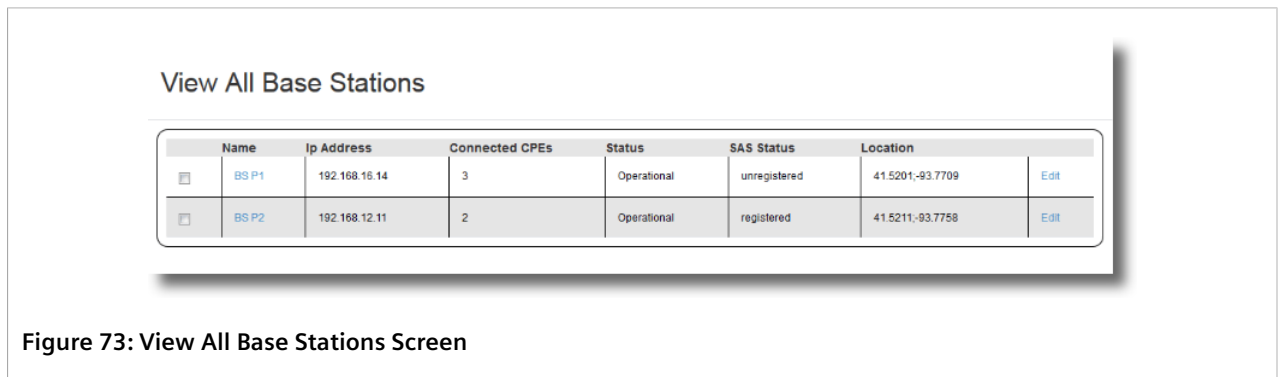 View All Base Stations
Name Ip Address Connected CPEs Status SAS Status Location
BS P1 192.168.16.14 3 Operational unregistered 41.5201;-93.7709 Edit
BS P2 192.168.12.11 2 Operational registered 41.5211;-93.7758 Edit
Figure 73: View All Base Stations Screen